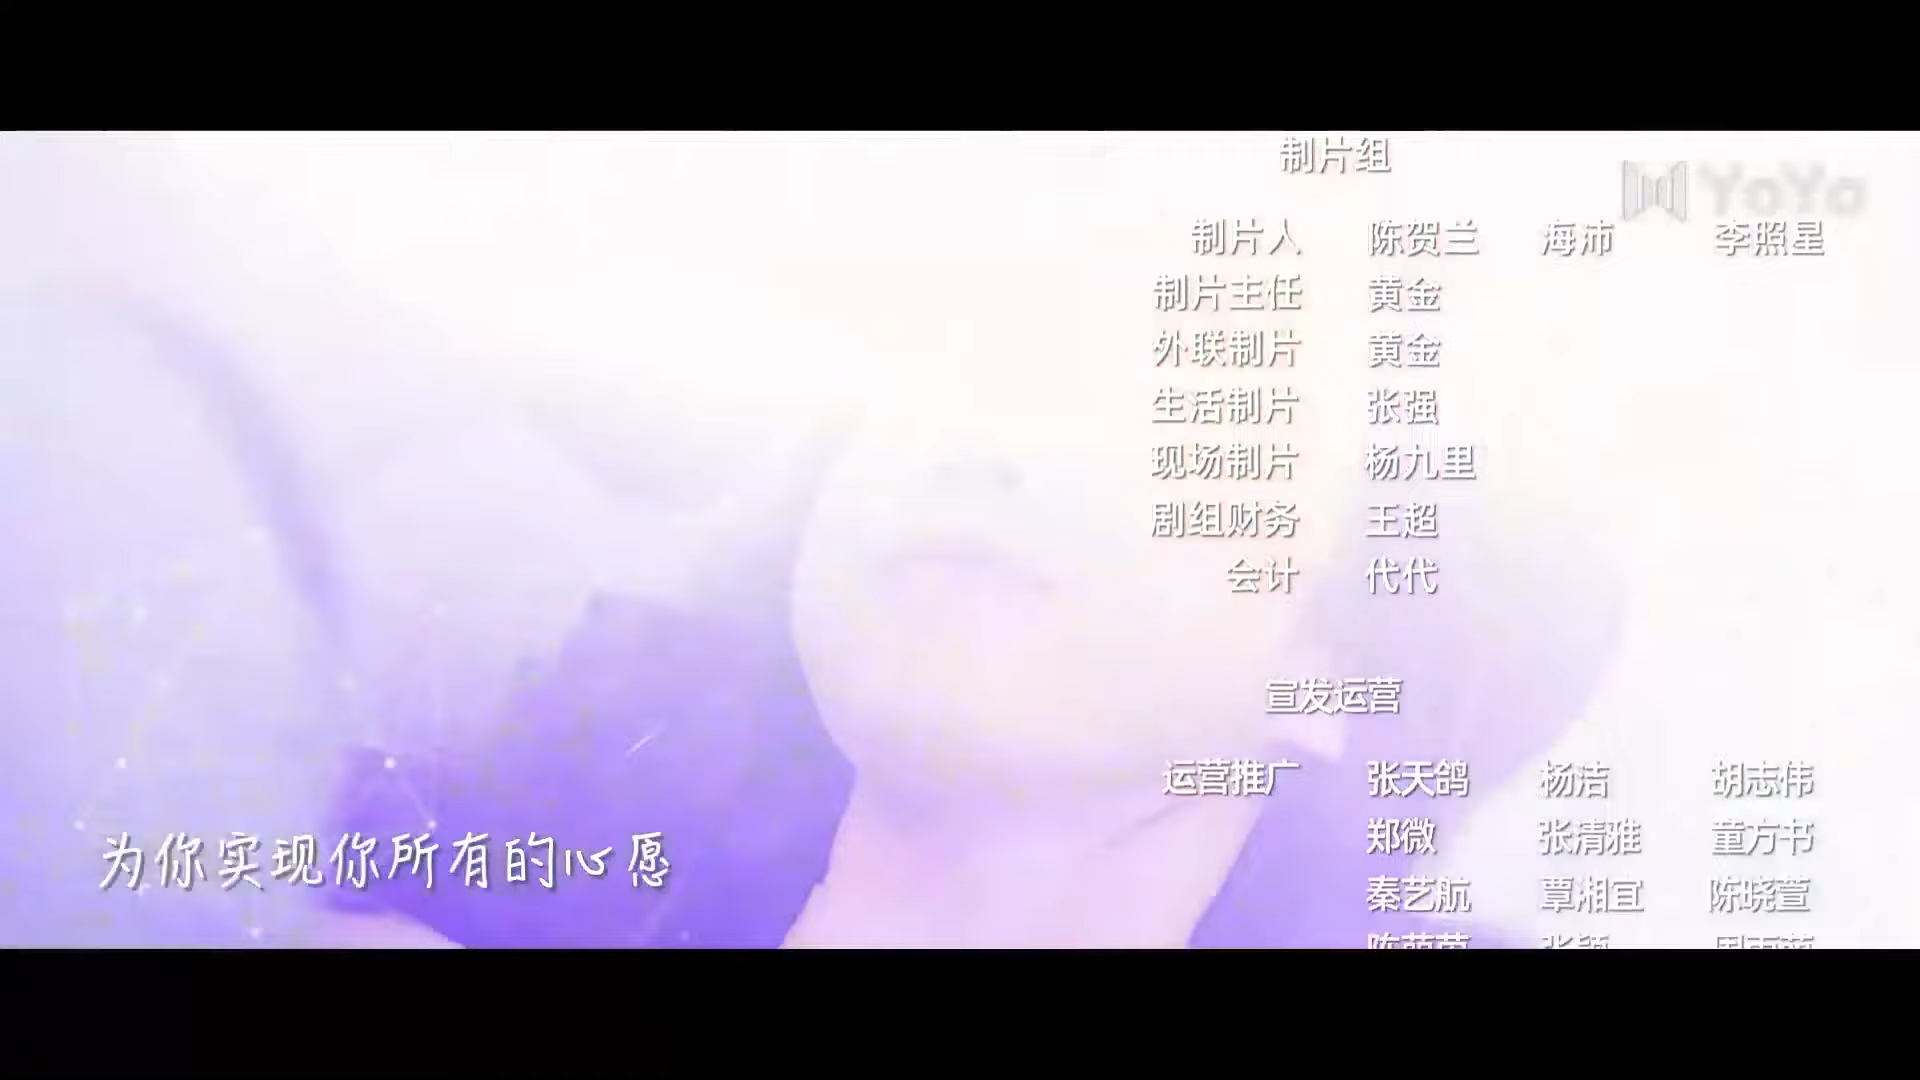 制片组
YoYo
制片人 陈贺兰 海沛 李照星
制片主任 黄金
外联制片 黄金
生活制片 张强
现场制片 杨九里
剧组财务 王超
会计 代代
宣发运营
运营推广 张天鸽 杨洁 胡志伟
郑微 张清雅 童方书
秦艺航 覃湘宜 陈晓萱
为你实现你所有的心愿